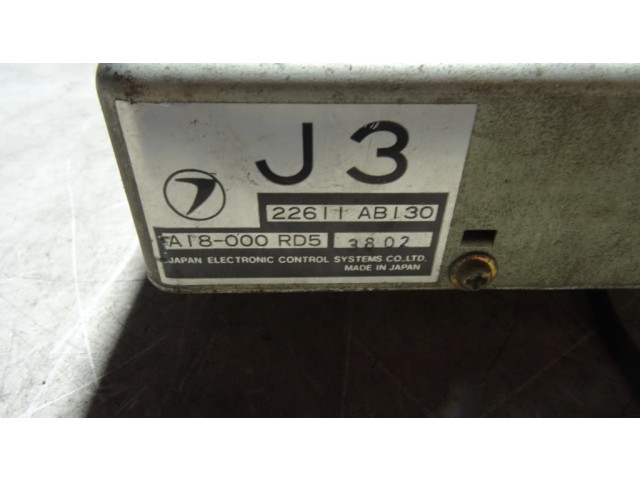 J3
22611 AB130
A18-000 RD5 3802
JAPAN ELECTRONIC CONTROL SYSTEMS CO.,LTD.
MADE IN JAPAN